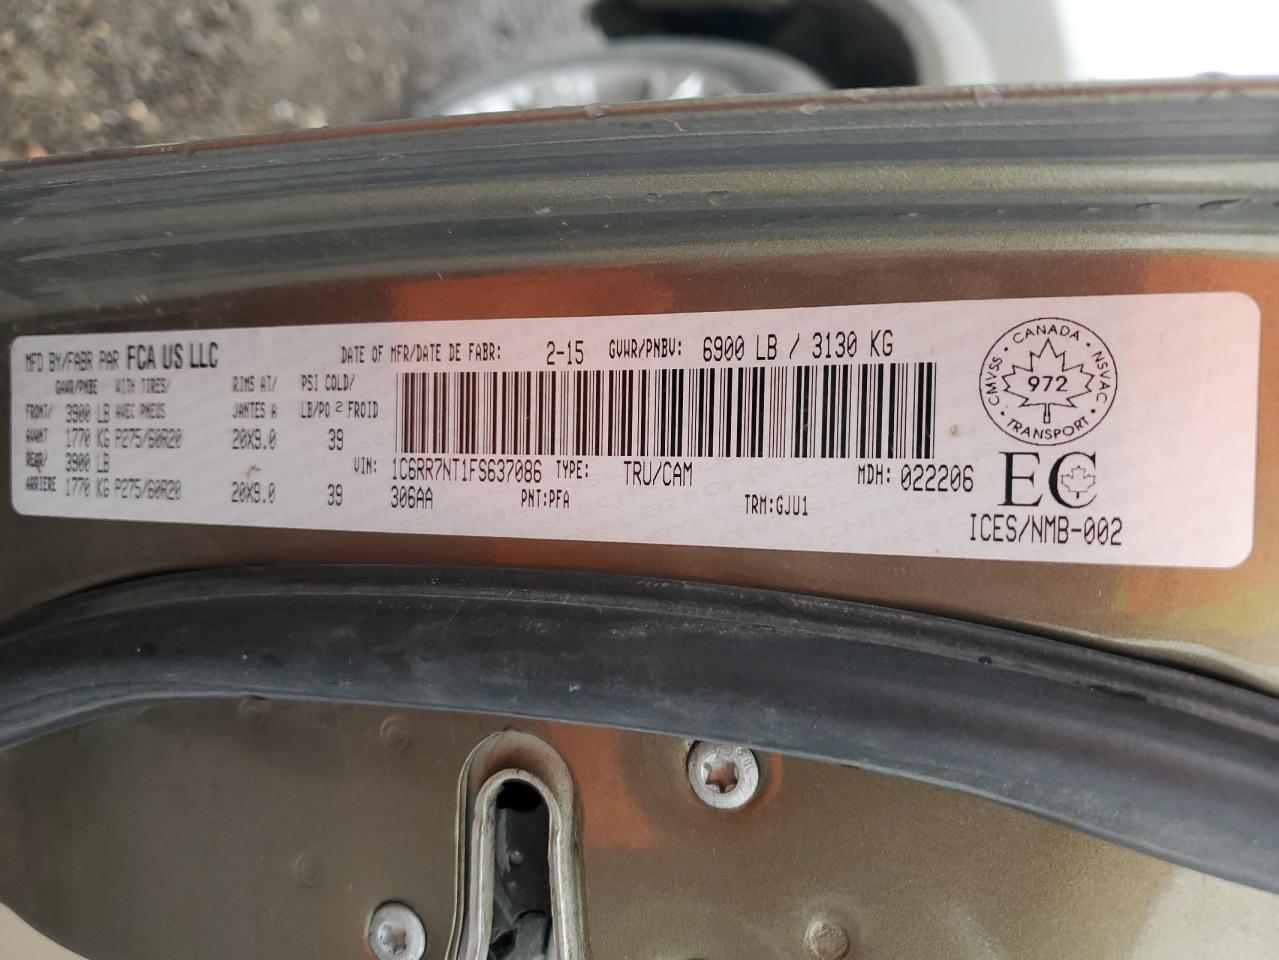 MFD BY/FABR PAR FCA US LLC
DATE OF MFR/DATE DE FABR: 2-15 GVWR/PNBV: 6900 LB / 3130 KG
GAWR/PNBE WITH TIRES/ RIMS AT/ PSI COLD/
FRONT/ 3900 LB AVEC PNEUS JANTES A LB/PO 2 FROID
AVANT 1770 KG P275/60R20 20X9.0 39
REAR/ 3900 LB
ARRIERE 1770 KG P275/60R20 20X9.0 39
VIN: 1C6RR7NT1FS637086 TYPE: TRU/CAM MDH: 022206
306AA PNT:PFA TRM:GJU1
CANADA
CMVSS 972 NSVAC
TRANSPORT
EC
ICES/NMB-002